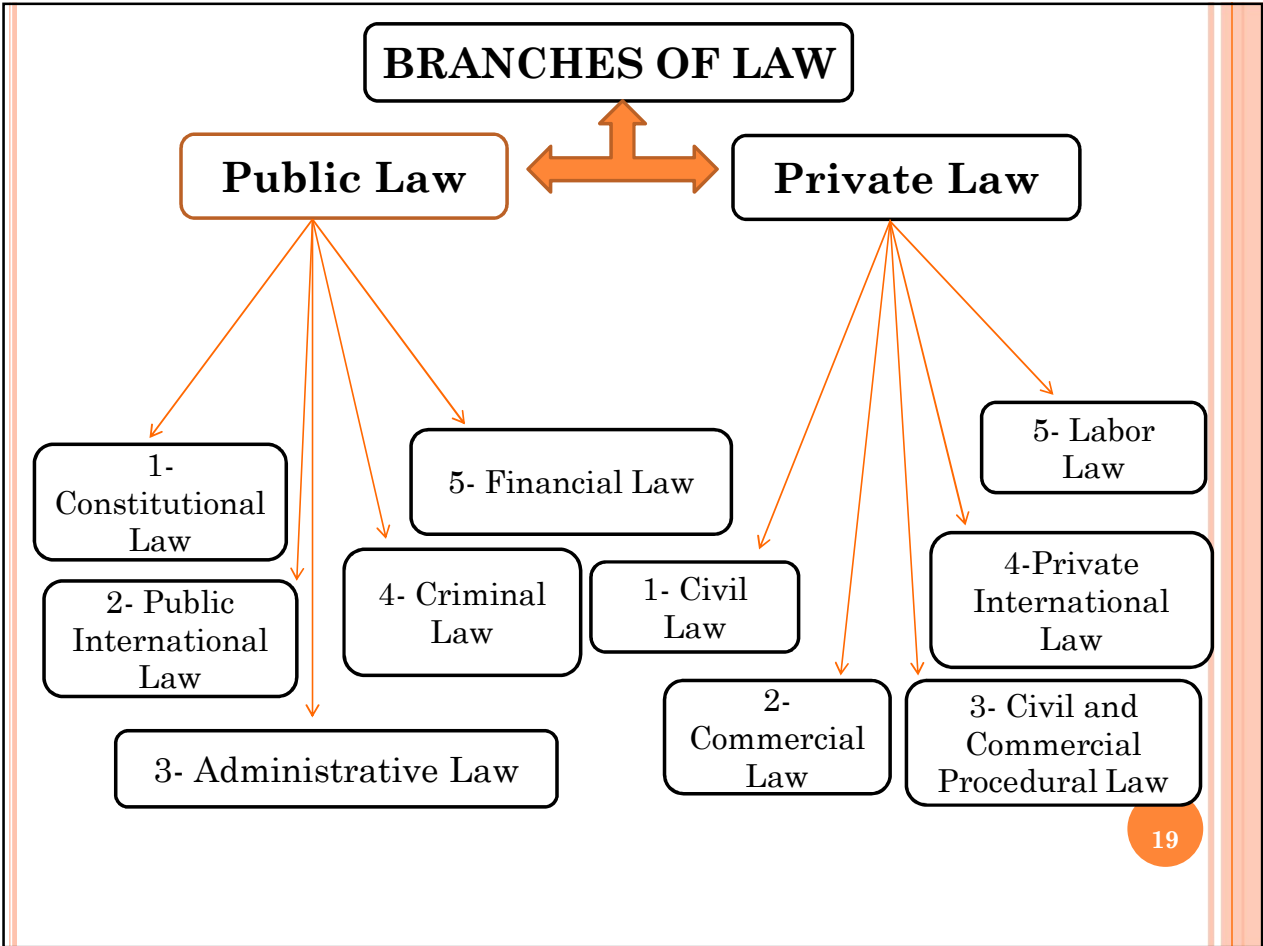 BRANCHES OF LAW
Public Law
Private Law
1-
Constitutional
Law
2- Public
International
Law
3- Administrative Law
4- Criminal
Law
5- Financial Law
1- Civil
Law
2-
Commercial
Law
3- Civil and
Commercial
Procedural Law
4-Private
International
Law
5- Labor
Law
19